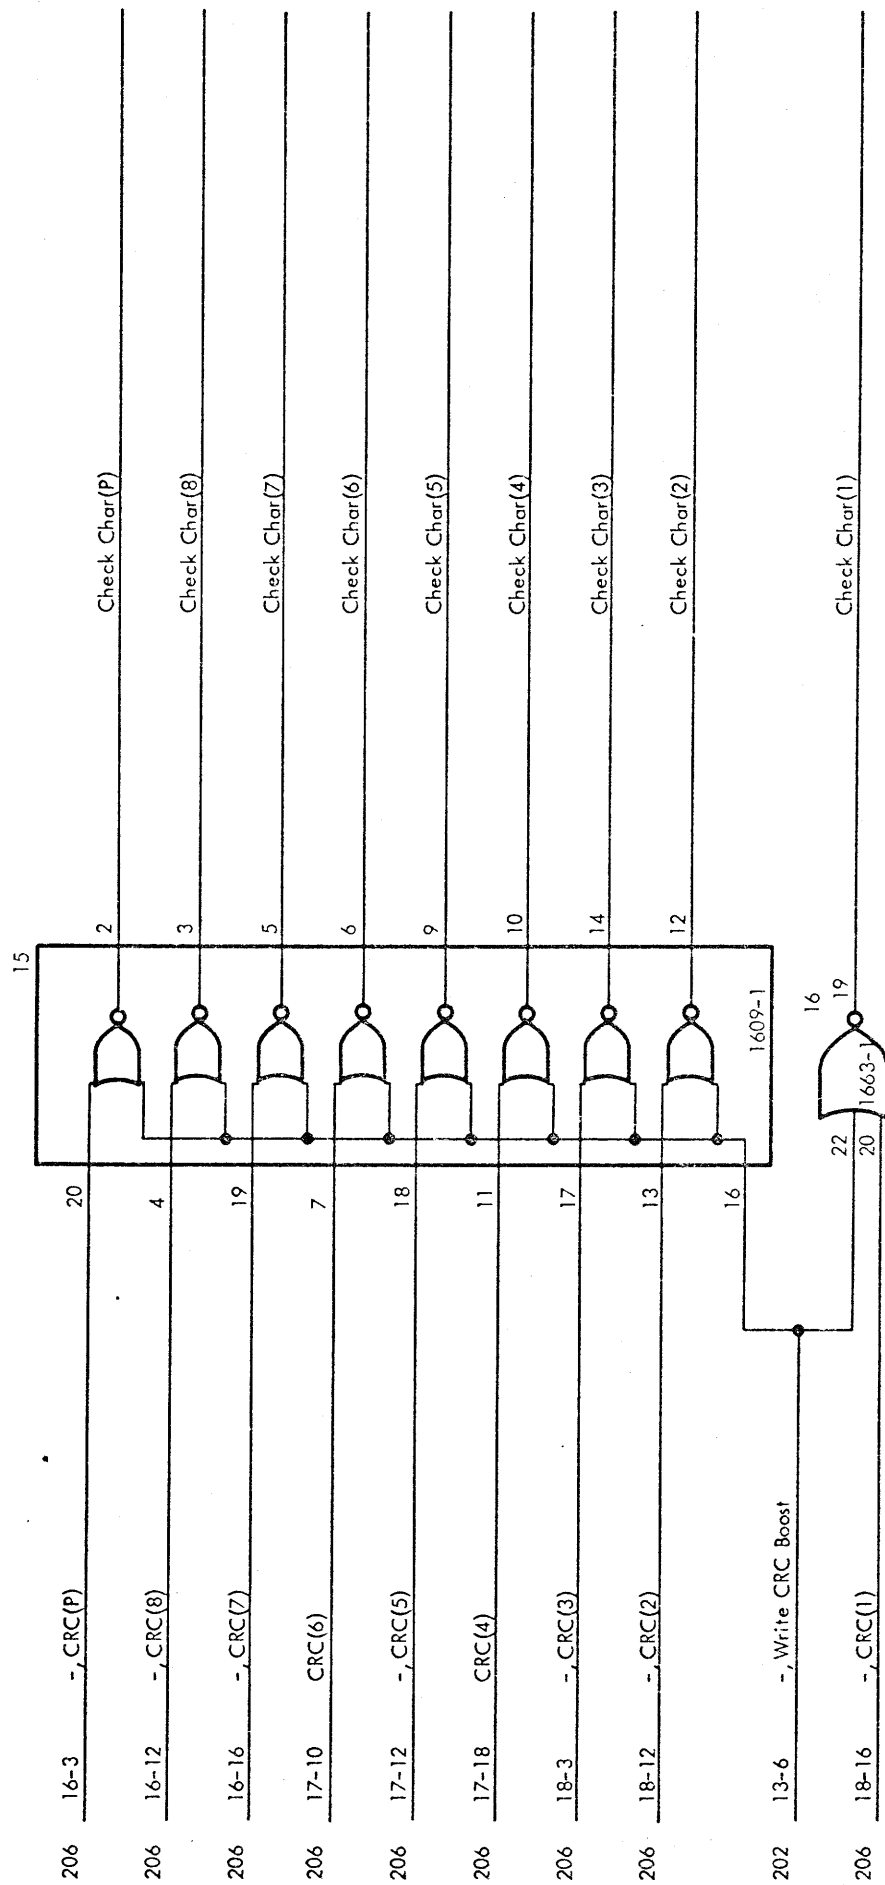 206 16-3 -,CRC(P) 20 2 Check Char(P)
206 16-12 -,CRC(8) 4 3 Check Char(8)
206 16-16 -,CRC(7) 19 5 Check Char(7)
206 17-10 CRC(6) 7 6 Check Char(6)
206 17-12 -,CRC(5) 18 9 Check Char(5)
206 17-18 CRC(4) 11 10 Check Char(4)
206 18-3 -,CRC(3) 17 14 Check Char(3)
206 18-12 -,CRC(2) 13 12 Check Char(2)
15
16
1609-1
202 13-6 -,Write CRC Boost
22 16 19 Check Char(1)
1663-1
206 18-16 -,CRC(1) 20